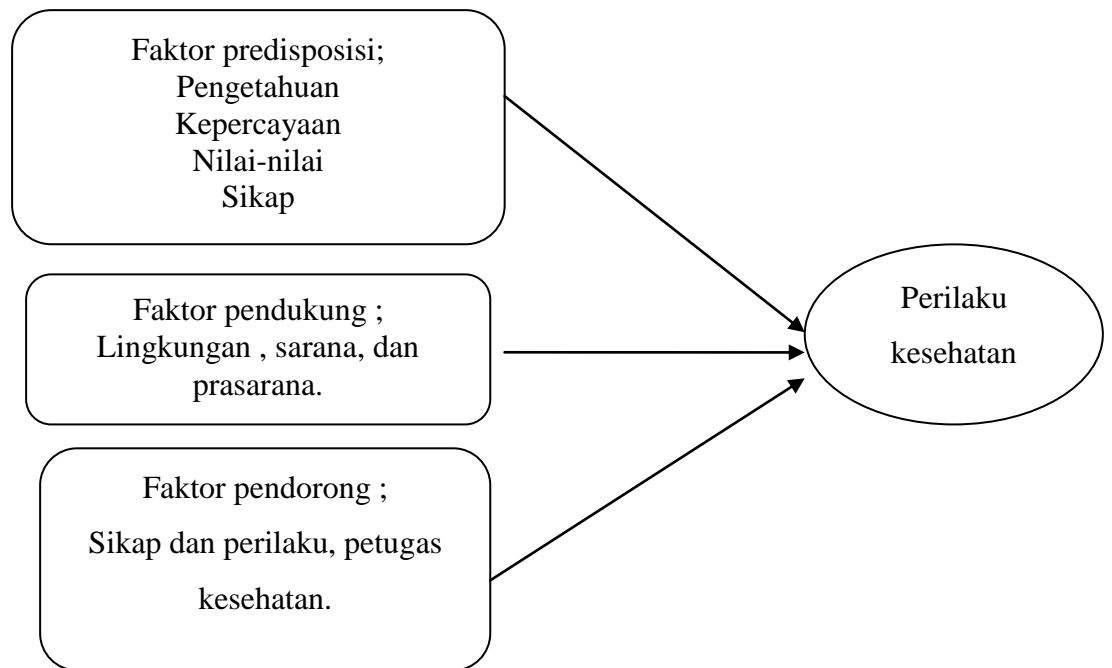 Faktor predisposisi;
Pengetahuan
Kepercayaan
Nilai-nilai
Sikap
Faktor pendukung ;
Lingkungan , sarana, dan
prasarana.
Faktor pendorong ;
Sikap dan perilaku, petugas
kesehatan.
Perilaku
kesehatan